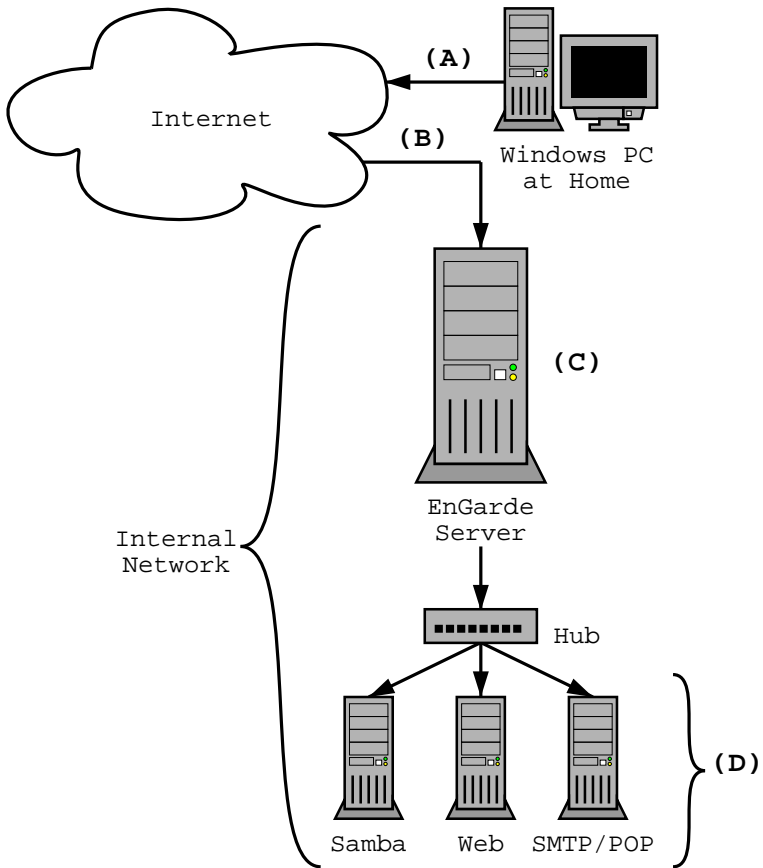 (A)
Internet
(B)
Windows PC
at Home
(C)
EnGarde
Server
Internal
Network
Hub
(D)
Samba
Web
SMTP/POP